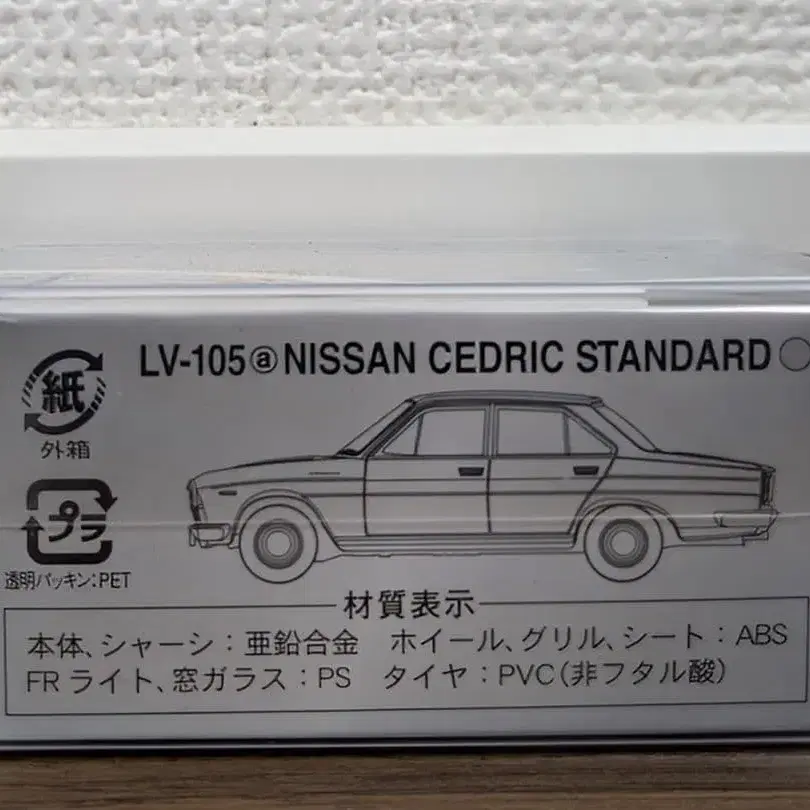 LV-105ⓐNISSAN CEDRIC STANDARD○
紙
外箱
プラ
透明パッキン:PET
材質表示
本体、シャーシ：亜鉛合金　ホイール、グリル、シート：ABS
FRライト、窓ガラス：PS　タイヤ：PVC(非フタル酸)